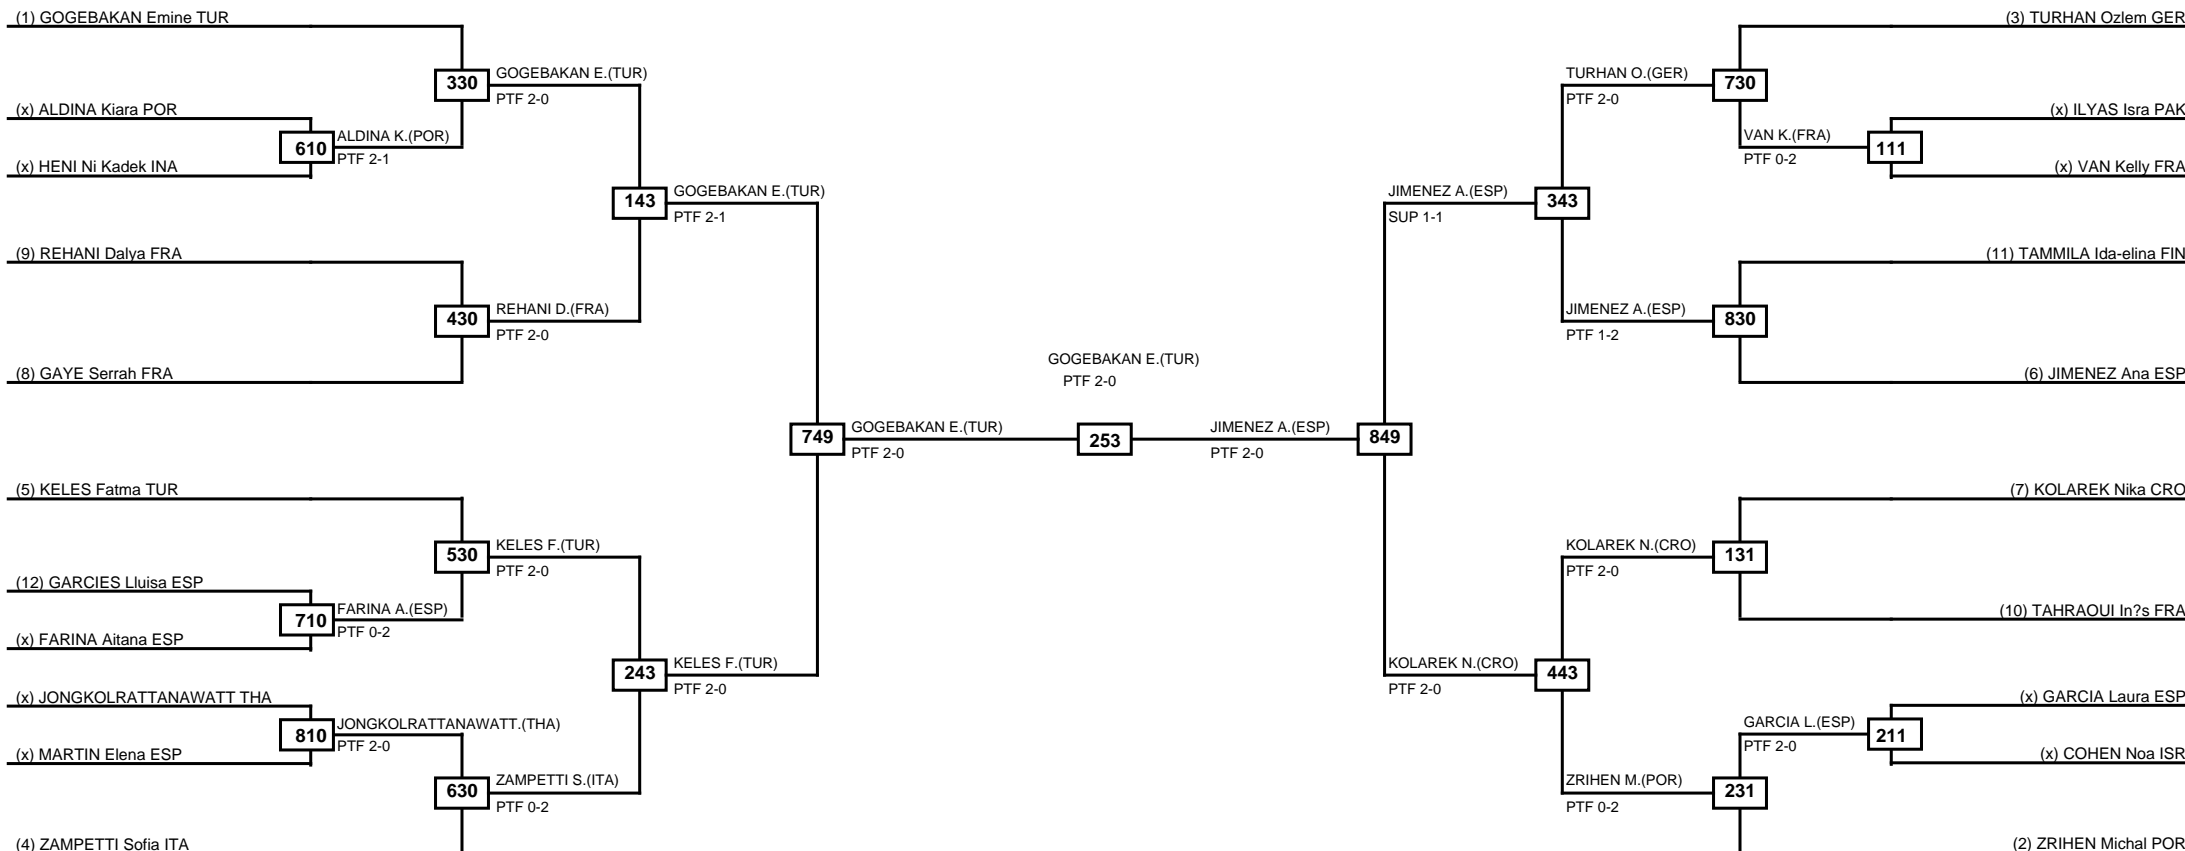 (1) GOGEBAKAN Emine TUR
(3) TURHAN Ozlem GER
330
GOGEBAKAN E.(TUR)
PTF 2-0
TURHAN O.(GER)
PTF 2-0
730
(x) ALDINA Kiara POR
610
ALDINA K.(POR)
PTF 2-1
(x) HENI Ni Kadek INA
(x) ILYAS Isra PAK
VAN K.(FRA)
PTF 0-2
111
(x) VAN Kelly FRA
143
GOGEBAKAN E.(TUR)
PTF 2-1
JIMENEZ A.(ESP)
SUP 1-1
343
(9) REHANI Dalya FRA
(11) TAMMILA Ida-elina FIN
430
REHANI D.(FRA)
PTF 2-0
JIMENEZ A.(ESP)
PTF 1-2
830
(8) GAYE Serrah FRA
(6) JIMENEZ Ana ESP
GOGEBAKAN E.(TUR)
PTF 2-0
749
GOGEBAKAN E.(TUR)
PTF 2-0
253
JIMENEZ A.(ESP)
PTF 2-0
849
(5) KELES Fatma TUR
(7) KOLAREK Nika CRO
530
KELES F.(TUR)
PTF 2-0
KOLAREK N.(CRO)
PTF 2-0
131
(12) GARCIES Lluisa ESP
710
FARINA A.(ESP)
PTF 0-2
(x) FARINA Aitana ESP
(10) TAHRAOUI In?s FRA
243
KELES F.(TUR)
PTF 2-0
KOLAREK N.(CRO)
PTF 2-0
443
(x) JONGKOLRATTANAWATT THA
810
JONGKOLRATTANAWATT.(THA)
PTF 2-0
(x) MARTIN Elena ESP
(x) GARCIA Laura ESP
GARCIA L.(ESP)
PTF 2-0
211
(x) COHEN Noa ISR
630
ZAMPETTI S.(ITA)
PTF 0-2
ZRIHEN M.(POR)
PTF 0-2
231
(4) ZAMPETTI Sofia ITA
(2) ZRIHEN Michal POR